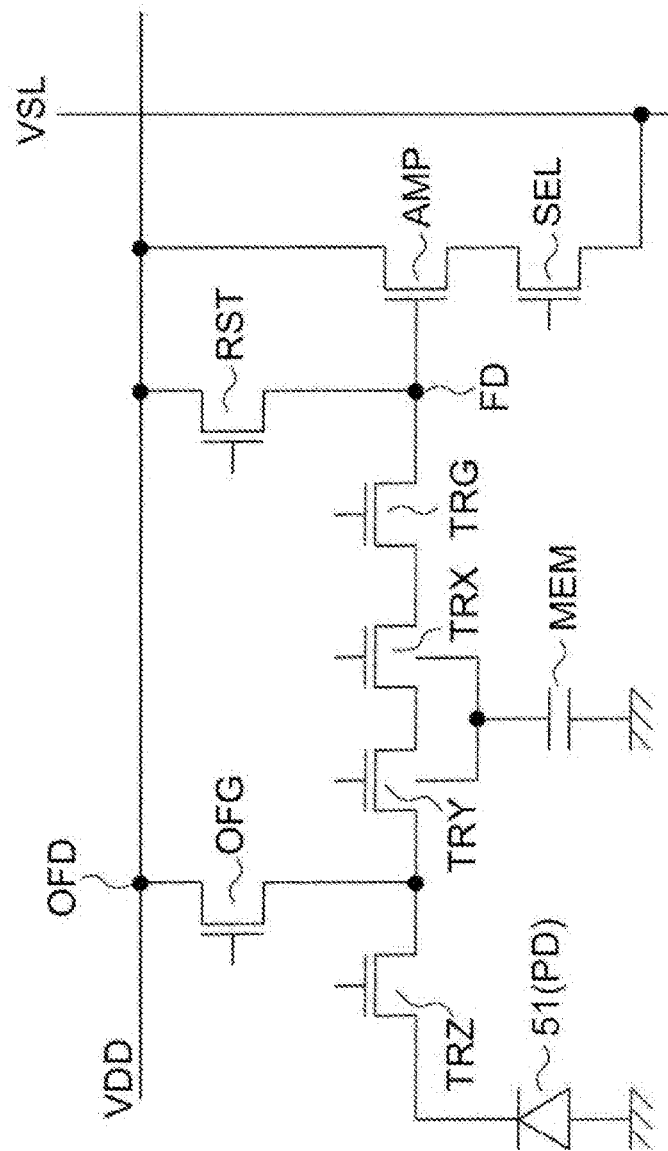 VDD
OFD
VSL
OFG
RST
AMP
SEL
FD
TRZ
TRY
TRX
TRG
MEM
51(PD)